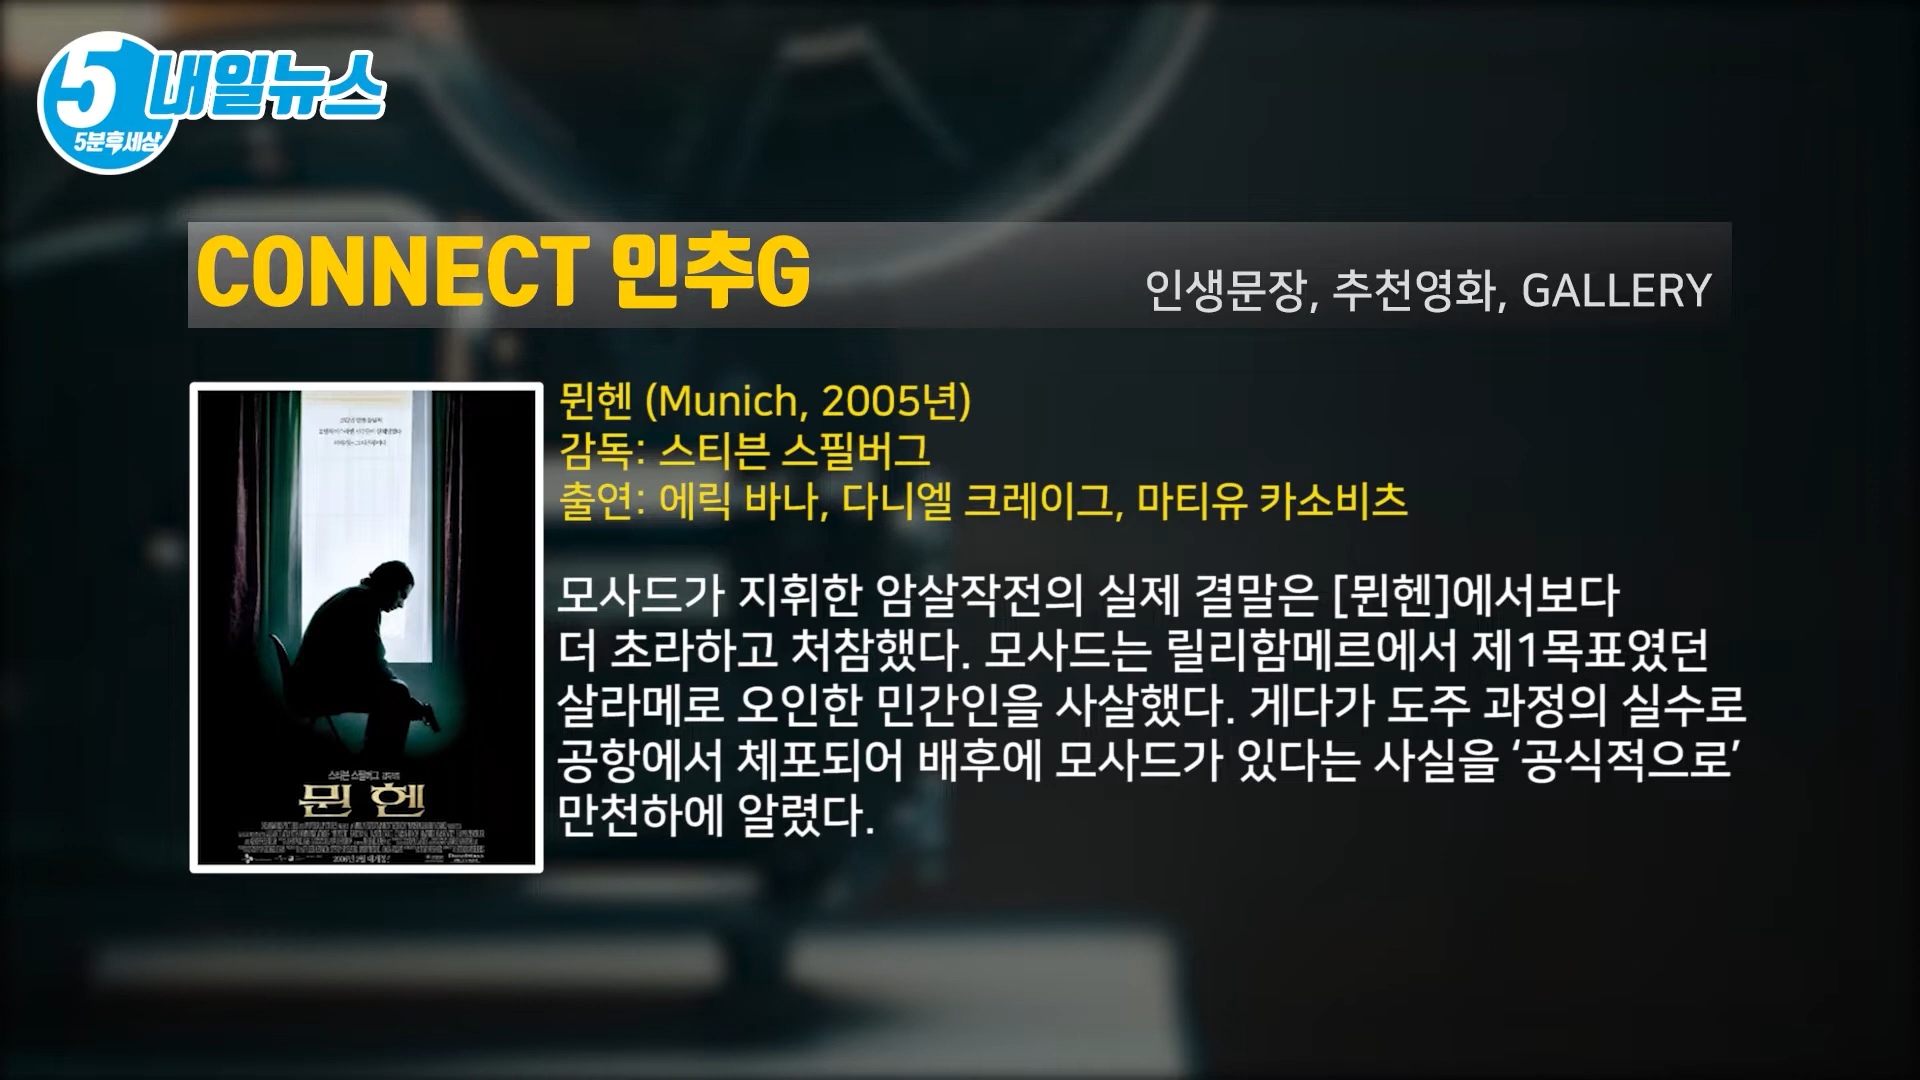 5 내일뉴스
5분후세상
CONNECT 인추G
인생문장, 추천영화, GALLERY
뮌헨 (Munich, 2005년)
감독: 스티븐 스필버그
출연: 에릭 바나, 다니엘 크레이그, 마티유 카소비츠
모사드가 지휘한 암살작전의 실제 결말은 [뮌헨]에서보다
더 초라하고 처참했다. 모사드는 릴리함메르에서 제1목표였던
살라메로 오인한 민간인을 사살했다. 게다가 도주 과정의 실수로
공항에서 체포되어 배후에 모사드가 있다는 사실을 ‘공식적으로’
만천하에 알렸다.
스티븐 스필버그
뮌헨